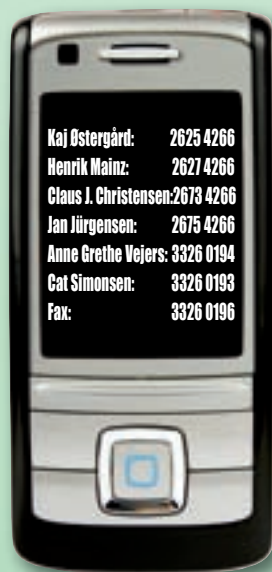 Kaj Østergård: 2625 4266
Henrik Mainz: 2627 4266
Claus J. Christensen: 2673 4266
Jan Jürgensen: 2675 4266
Anne Grethe Vejers: 3326 0194
Cat Simonsen: 3326 0193
Fax: 3326 0196